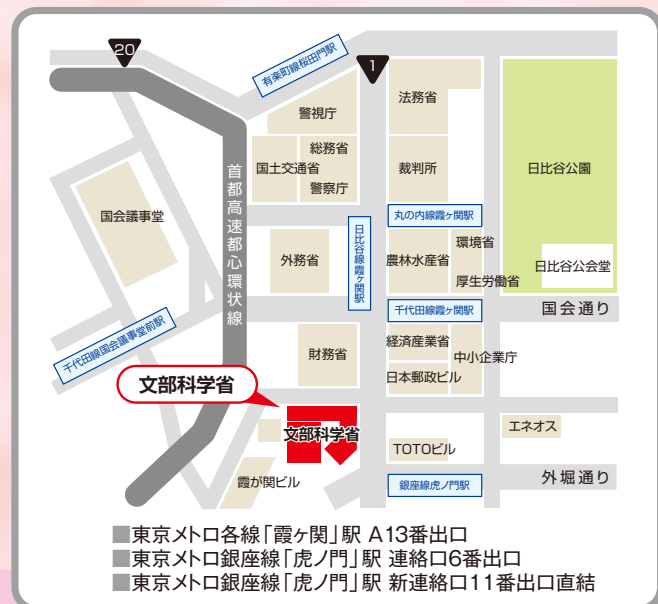 20
有楽町線桜田門駅
1
法務省
警視庁
総務省
国土交通省
警察庁
裁判所
日比谷公園
首都高速都心環状線
国会議事堂
丸の内線霞ヶ関駅
日比谷線霞ヶ関駅
外務省
農林水産省
環境省
厚生労働省
日比谷公会堂
千代田線霞ヶ関駅
国会通り
千代田線国会議事堂前駅
財務省
経済産業省
中小企業庁
日本郵政ビル
文部科学省
文部科学省
エネオス
TOTOビル
霞が関ビル
銀座線虎ノ門駅
外堀通り
■東京メトロ各線「霞ヶ関」駅 A13番出口
■東京メトロ銀座線「虎ノ門」駅 連絡口6番出口
■東京メトロ銀座線「虎ノ門」駅 新連絡口11番出口直結